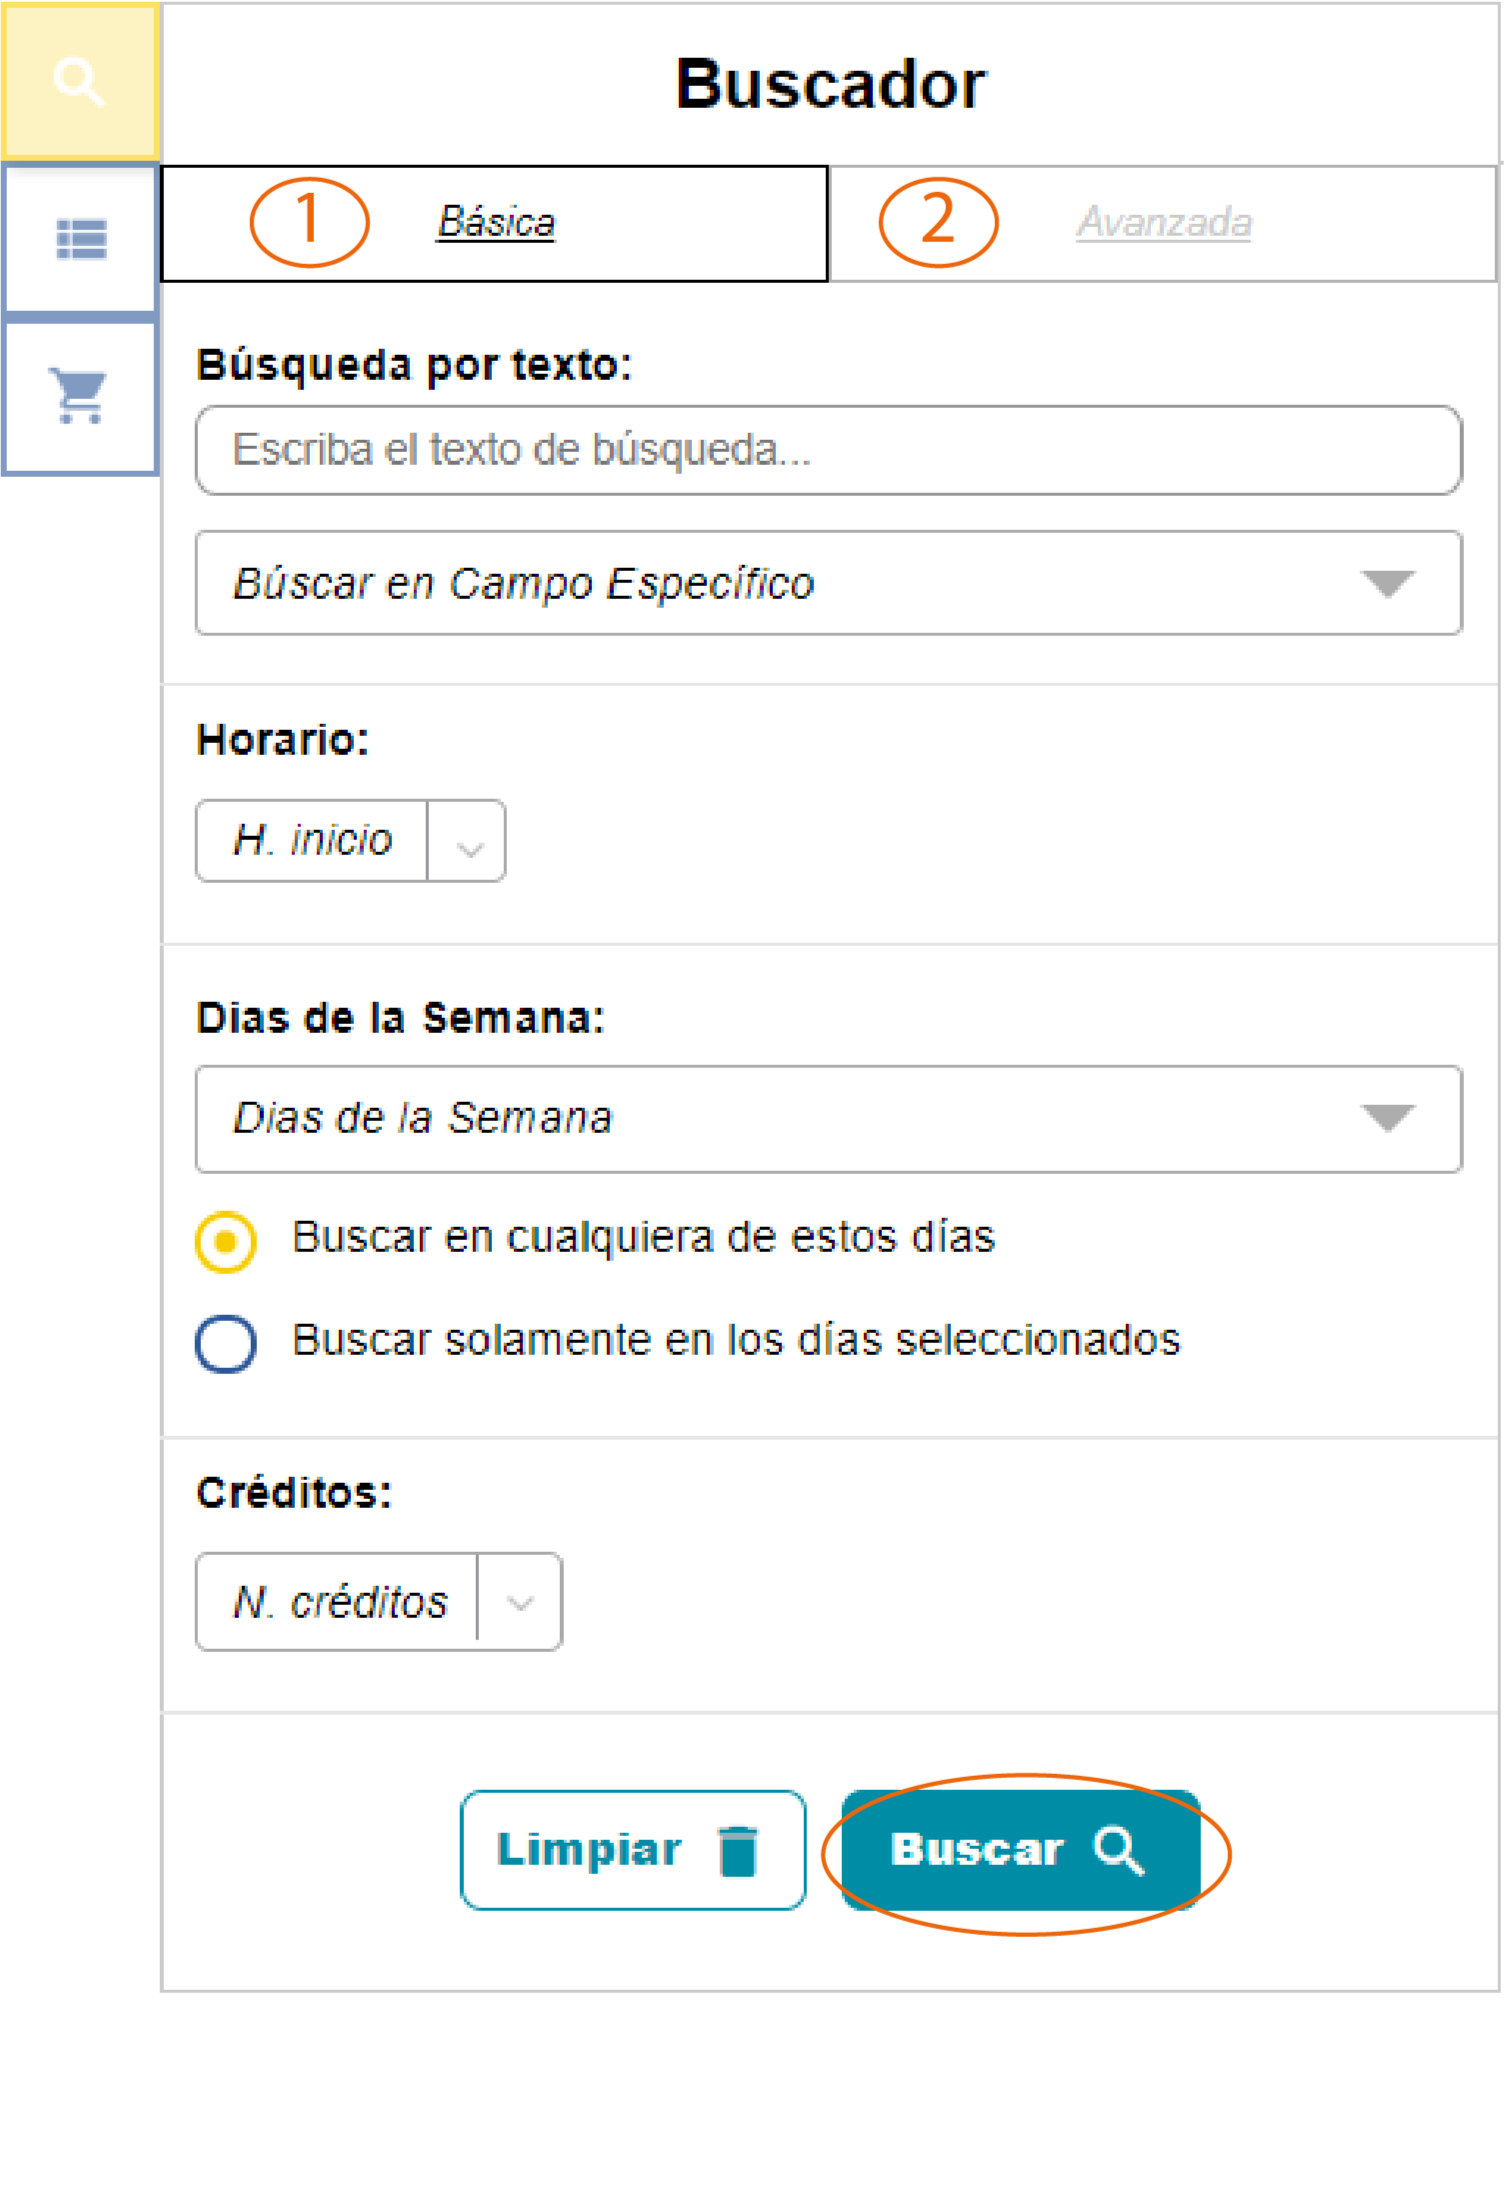 Buscador
1 Básica 2 Avanzada
Búsqueda por texto:
Escriba el texto de búsqueda...
Búscar en Campo Específico
Horario:
H. inicio
Dias de la Semana:
Dias de la Semana
Buscar en cualquiera de estos días
Buscar solamente en los días seleccionados
Créditos:
N. créditos
Limpiar Buscar